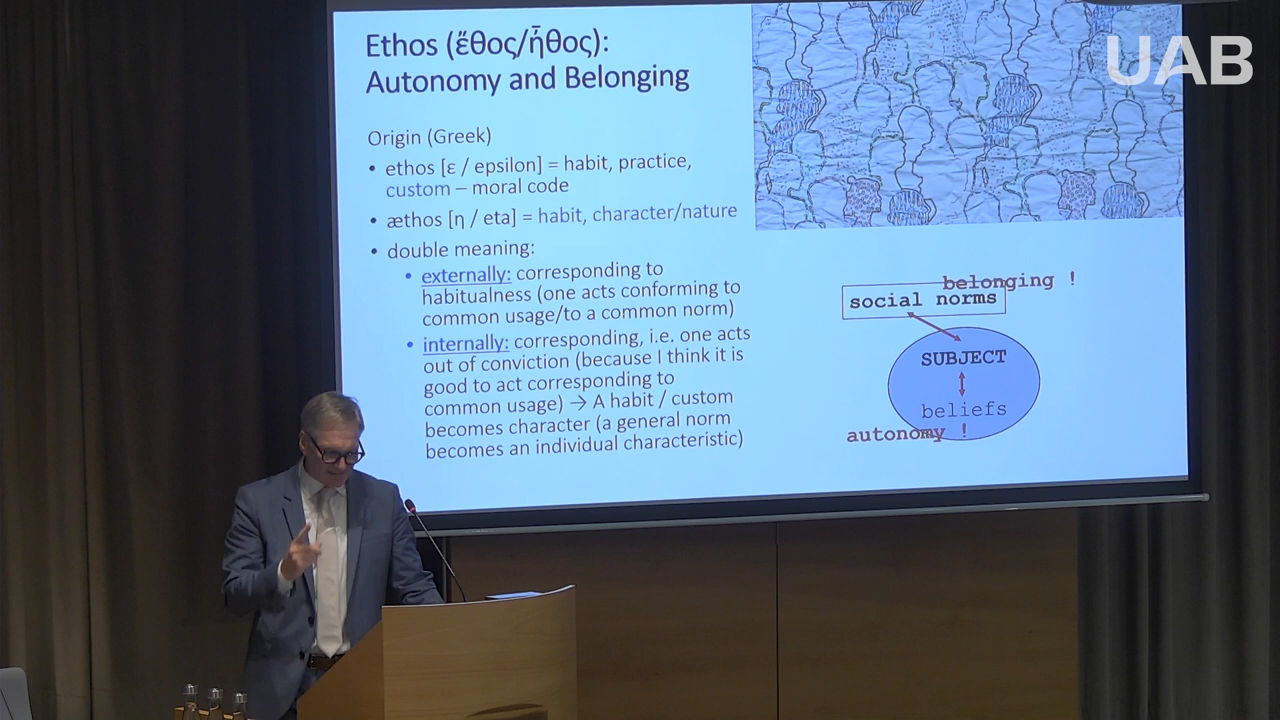 Ethos (ἔθος/ἦθος):
Autonomy and Belonging
UAB
Origin (Greek)
• ethos [ε / epsilon] = habit, practice,
custom – moral code
• æthos [η / eta] = habit, character/nature
• double meaning:
• externally: corresponding to
habitualness (one acts conforming to
common usage/to a common norm)
• internally: corresponding, i.e. one acts
out of conviction (because I think it is
good to act corresponding to
common usage) → A habit / custom
becomes character (a general norm
becomes an individual characteristic)
belonging !
social norms
SUBJECT
beliefs
autonomy !